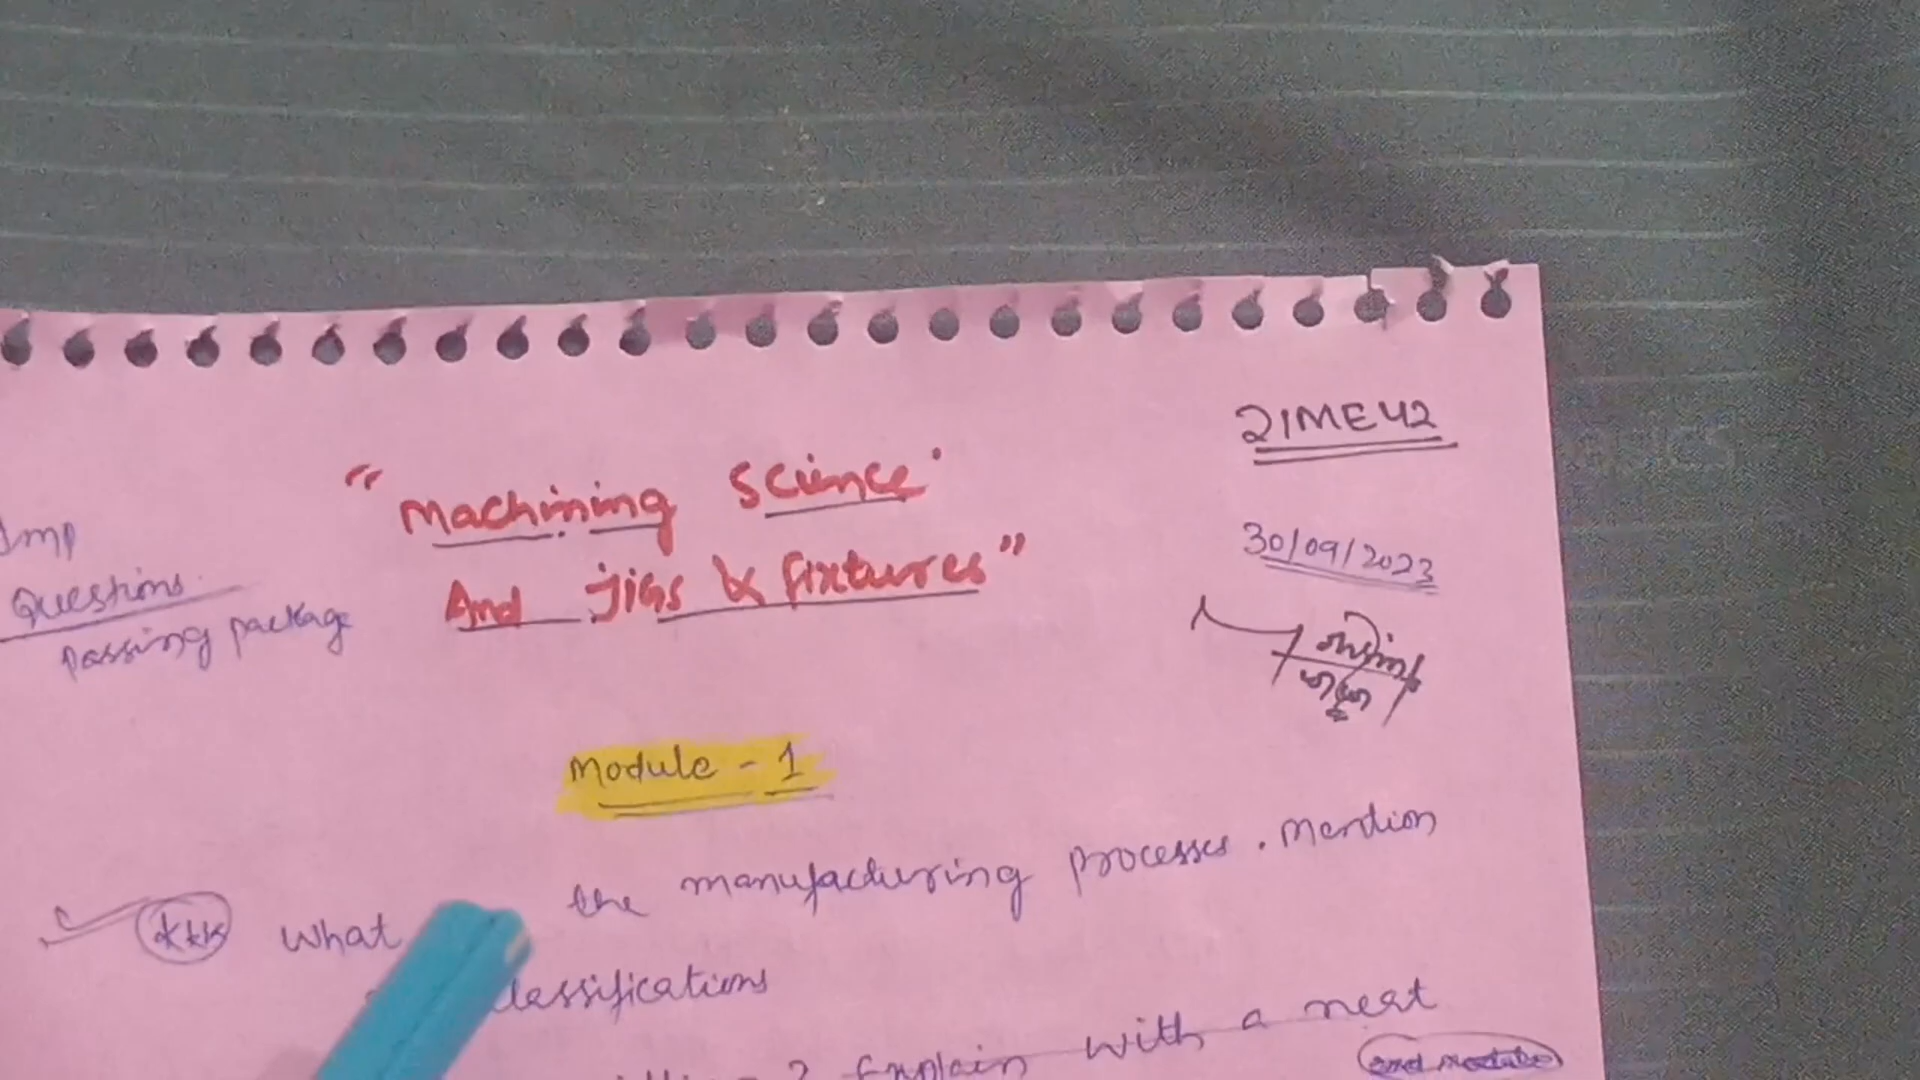 21ME42
"Machining Science
And Jigs & Fixtures"
30/09/2023
Imp
Questions
Passing package
Module - 1
What the manufacturing processes. Mention
classifications
? Explain with a neat